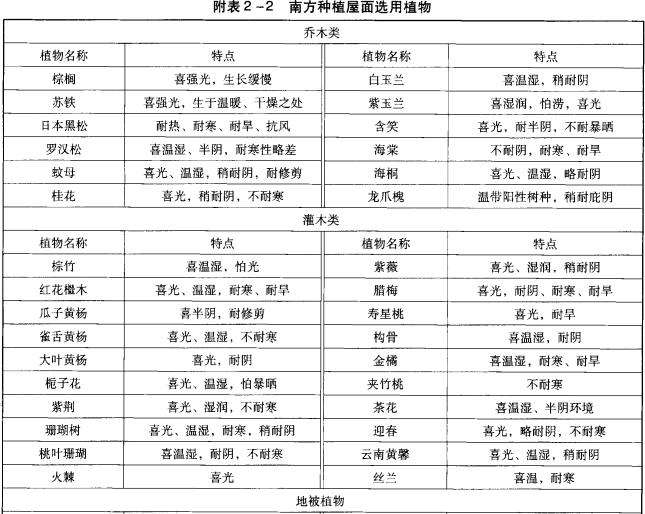 附表2-2 南方种植屋面选用植物
乔木类
植物名称 特点 植物名称 特点
棕榈 喜强光，生长缓慢 白玉兰 喜温湿，稍耐阴
苏铁 喜强光，生于温暖、干燥之处 紫玉兰 喜湿润，怕涝，喜光
日本黑松 耐热、耐寒、耐旱、抗风 含笑 喜光，耐半阴，不耐暴晒
罗汉松 喜温湿、半阴，耐寒性略差 海棠 不耐阴，耐寒、耐旱
蚊母 喜光、温湿，稍耐阴，耐修剪 海桐 喜光、温湿，略耐阴
桂花 喜光，稍耐阴，不耐寒 龙爪槐 温带阳性树种，稍耐庇阴
灌木类
植物名称 特点 植物名称 特点
棕竹 喜温湿，怕光 紫薇 喜光、湿润，稍耐阴
红花檵木 喜光、温湿，耐寒、耐旱 腊梅 喜光，耐阴、耐寒、耐旱
瓜子黄杨 喜半阴，耐修剪 寿星桃 喜光，耐旱
雀舌黄杨 喜光、温湿，不耐寒 构骨 喜温湿，耐阴
大叶黄杨 喜光，耐阴 金橘 喜温湿，耐寒、耐旱
栀子花 喜光、温湿，怕暴晒 夹竹桃 不耐寒
紫荆 喜光、湿润，不耐寒 茶花 喜温湿、半阴环境
珊瑚树 喜光、温湿，耐寒，稍耐阴 迎春 喜光，略耐阴，不耐寒
桃叶珊瑚 喜温湿，耐阴，不耐寒 云南黄馨 喜光、温湿，稍耐阴
火棘 喜光 丝兰 喜温，耐寒
地被植物